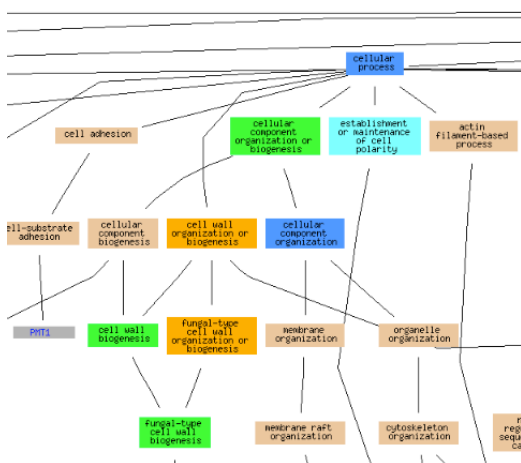 cellular
process
cell adhesion
cellular
component
organization or
biogenesis
establishment
or maintenance
of cell
polarity
actin
filament-based
process
ell-substrate
adhesion
cellular
component
biogenesis
cell wall
organization or
biogenesis
cellular
component
organization
PMT1
cell wall
biogenesis
fungal-type
cell wall
organization or
biogenesis
membrane
organization
organelle
organization
fungal-type
cell wall
biogenesis
membrane raft
organization
cytoskeleton
organization
reg
sequ
ca